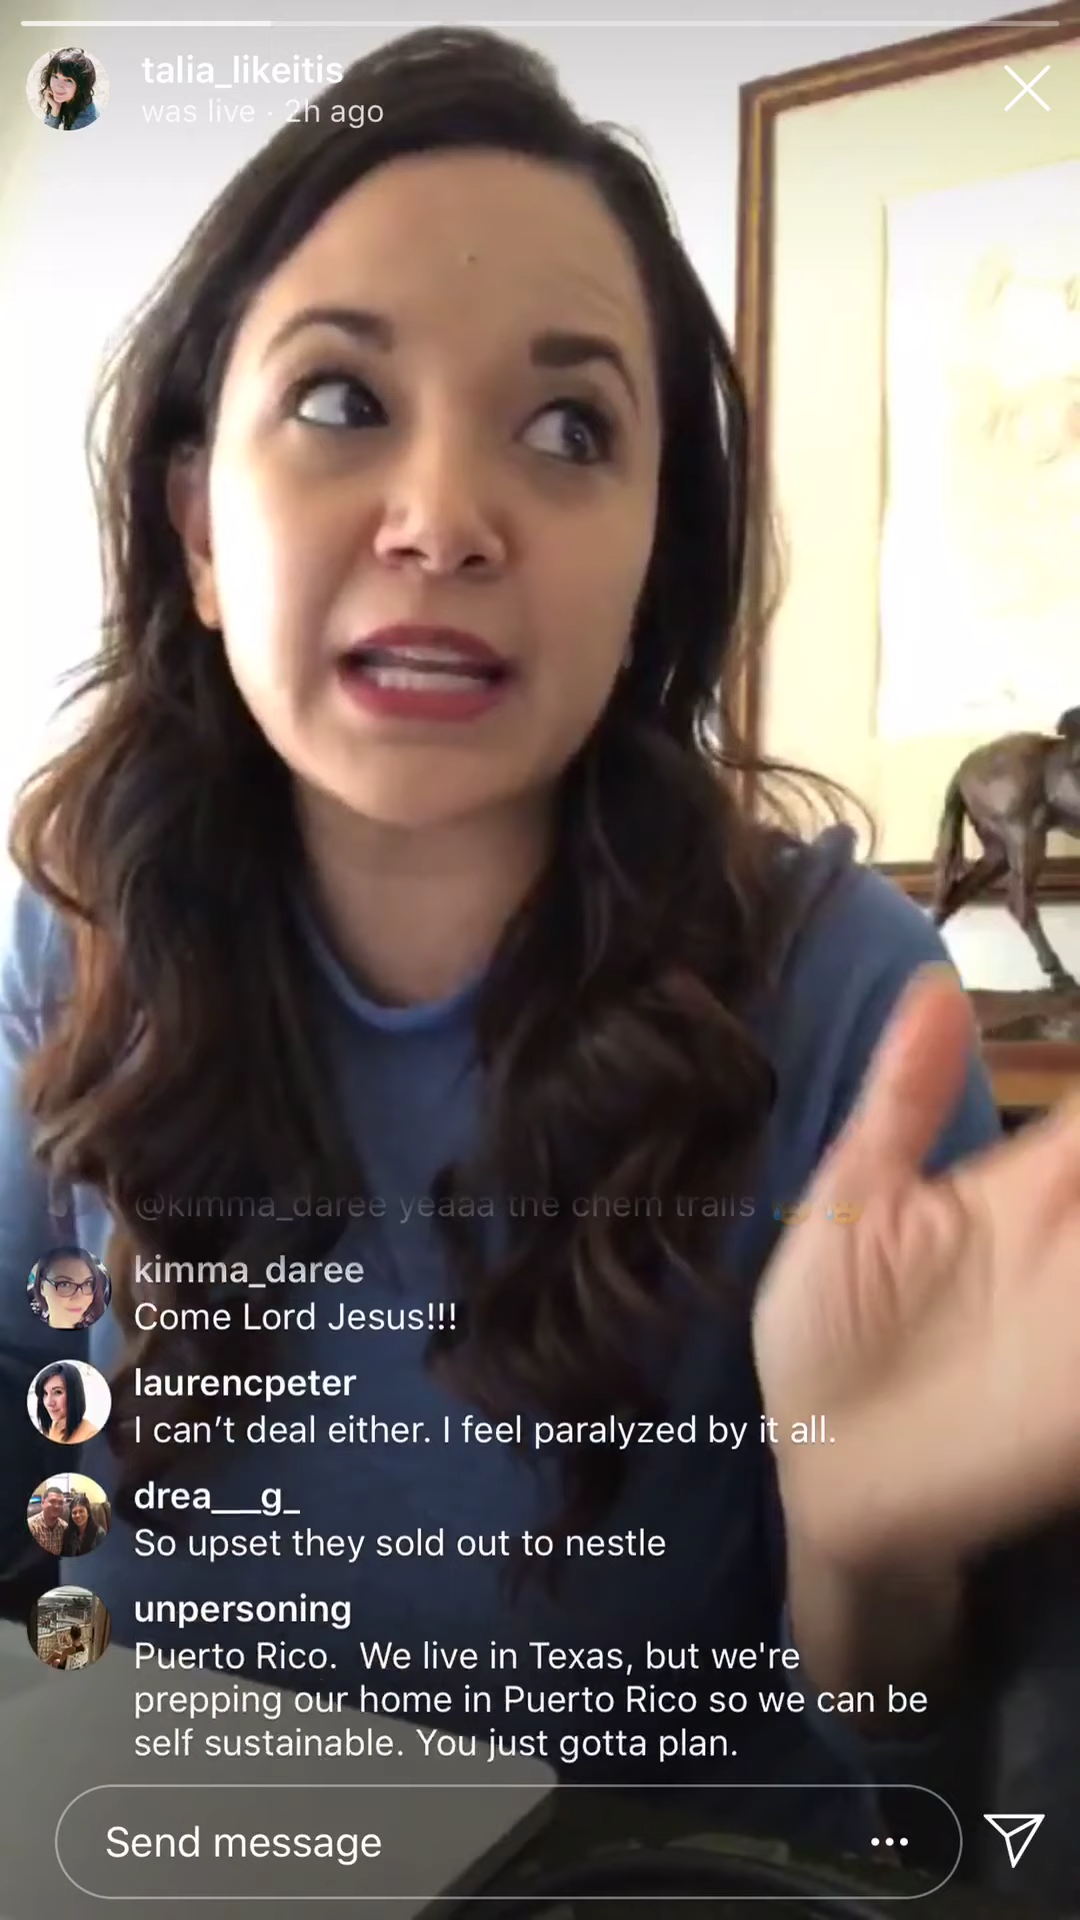 talia_likeitis
was live · 2h ago
@kimma_daree yeaaa the chem trails 😭 😭
kimma_daree
Come Lord Jesus!!!
laurencpeter
I can’t deal either. I feel paralyzed by it all.
drea___g_
So upset they sold out to nestle
unpersoning
Puerto Rico.  We live in Texas, but we're
prepping our home in Puerto Rico so we can be
self sustainable. You just gotta plan.
Send message